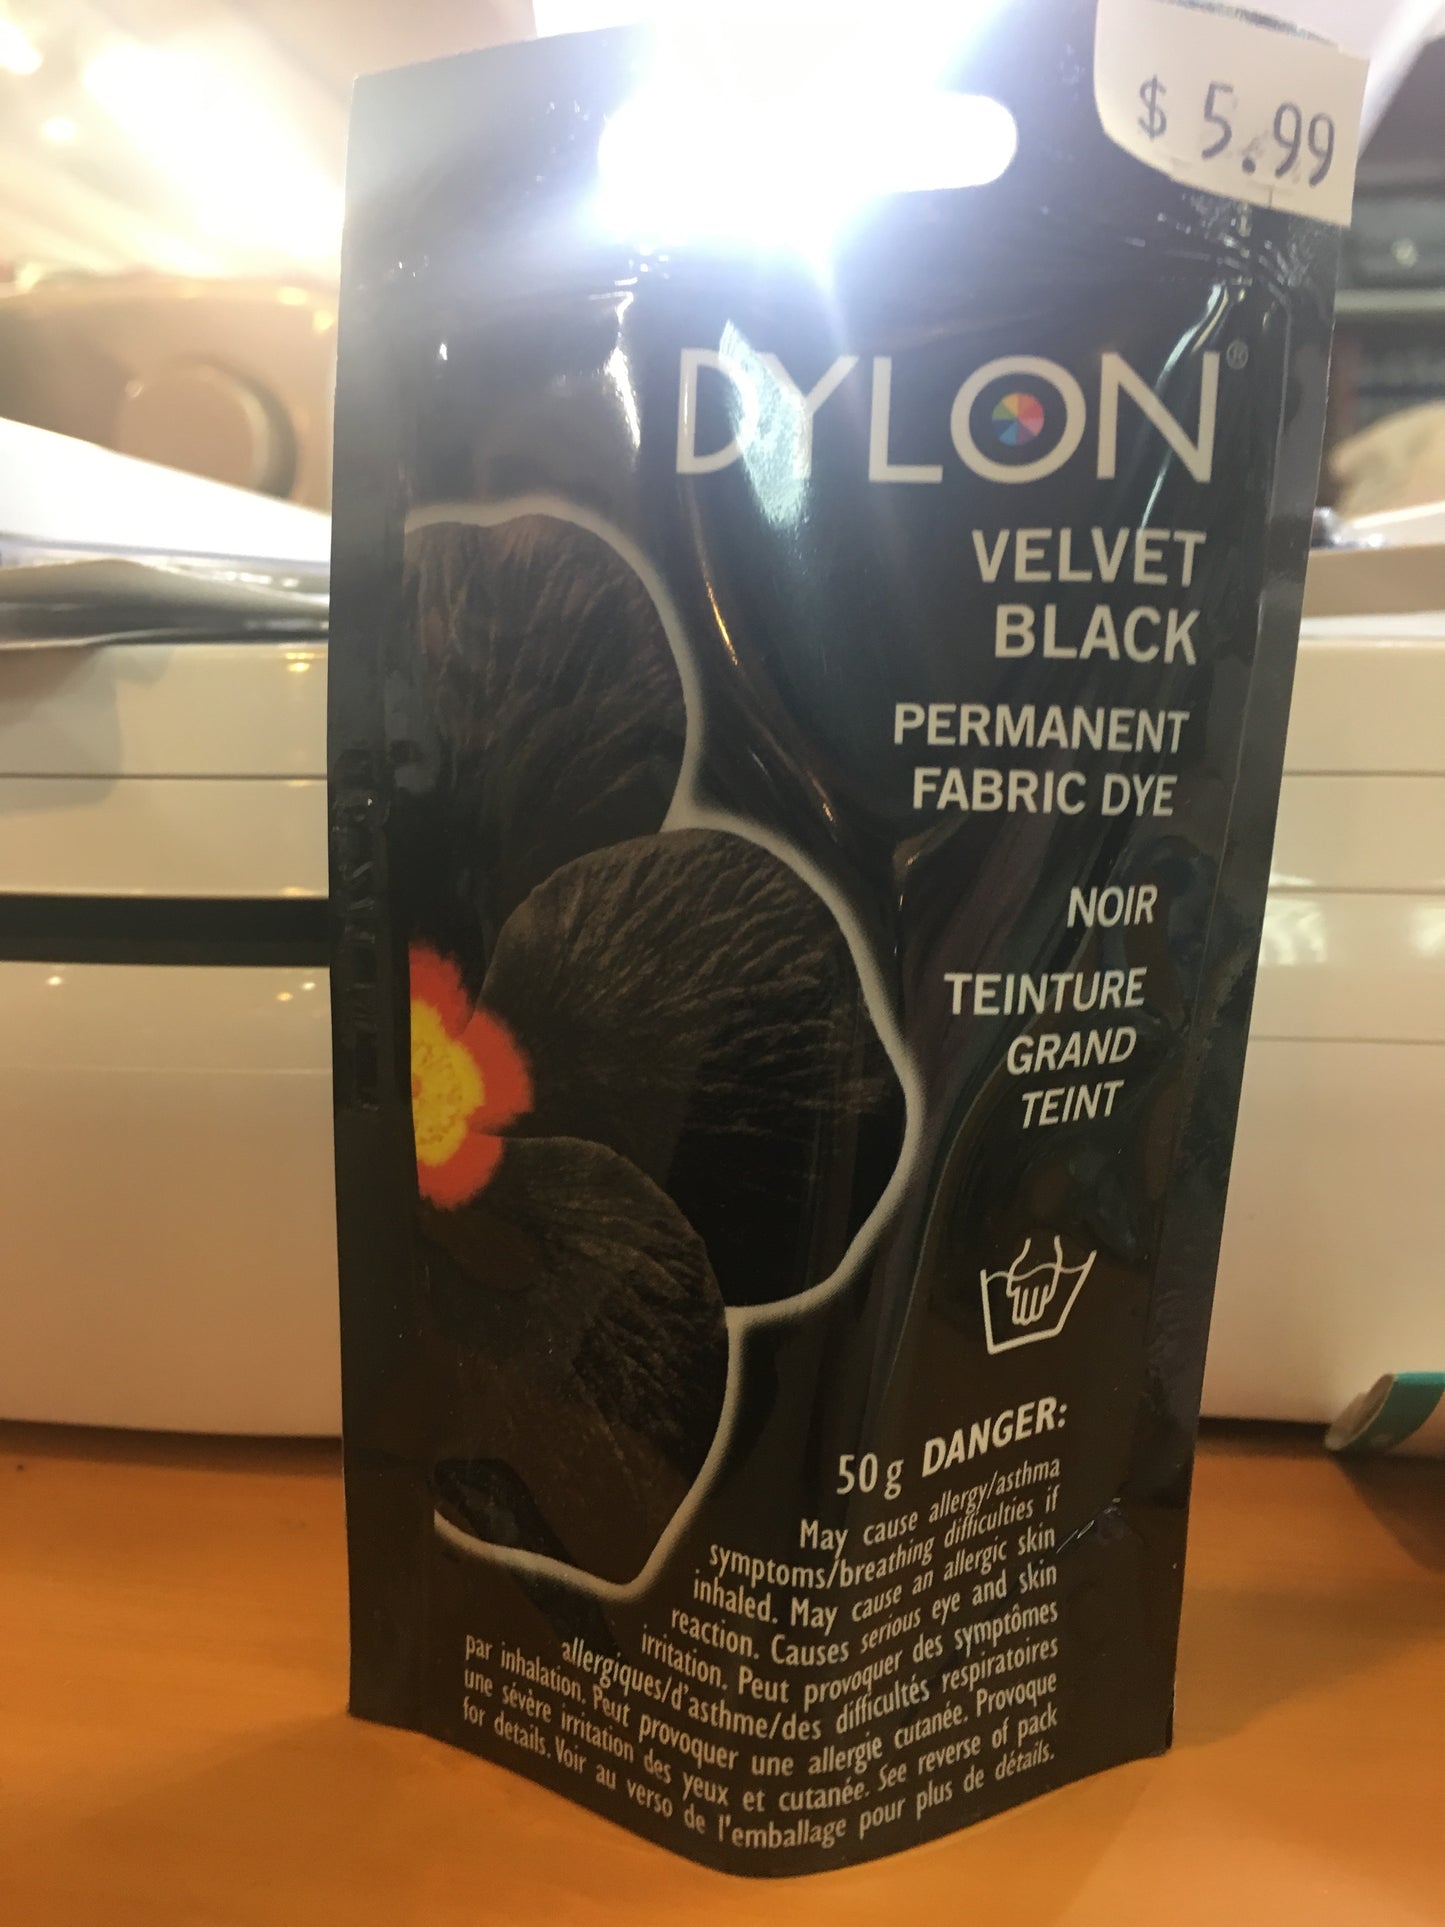 $ 5.99
DYLON®
VELVET
BLACK
PERMANENT
FABRIC DYE
NOIR
TEINTURE
GRAND
TEINT
50g DANGER:
May cause allergy/asthma
symptoms/breathing difficulties if
inhaled. May cause an allergic skin
reaction. Causes serious eye and skin
irritation. Peut provoquer des symptômes
allergiques/d'asthme/des difficultés respiratoires
par inhalation. Peut provoquer une allergie cutanée. Provoque
une sévère irritation des yeux et cutanée. See reverse of pack
for details. Voir au verso de l'emballage pour plus de détails.